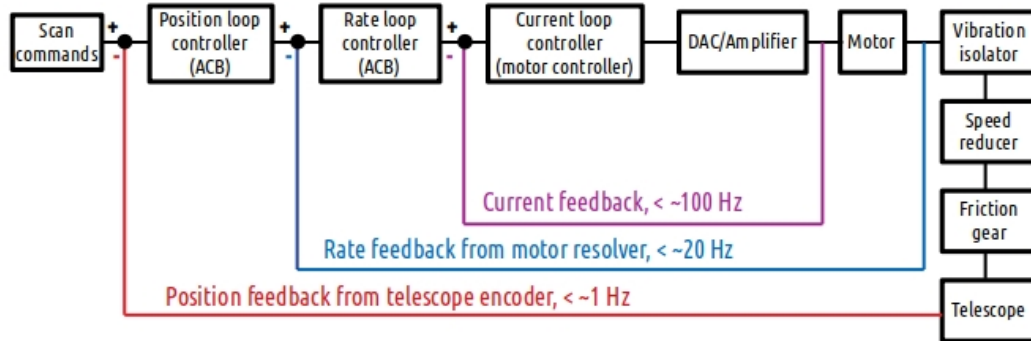 Scan
commands
+
-
Position loop
controller
(ACB)
+
-
Rate loop
controller
(ACB)
+
-
Current loop
controller
(motor controller)
DAC/Amplifier
Motor
Vibration
isolator
Speed
reducer
Friction
gear
Telescope
Current feedback, < ~100 Hz
Rate feedback from motor resolver, < ~20 Hz
Position feedback from telescope encoder, < ~1 Hz